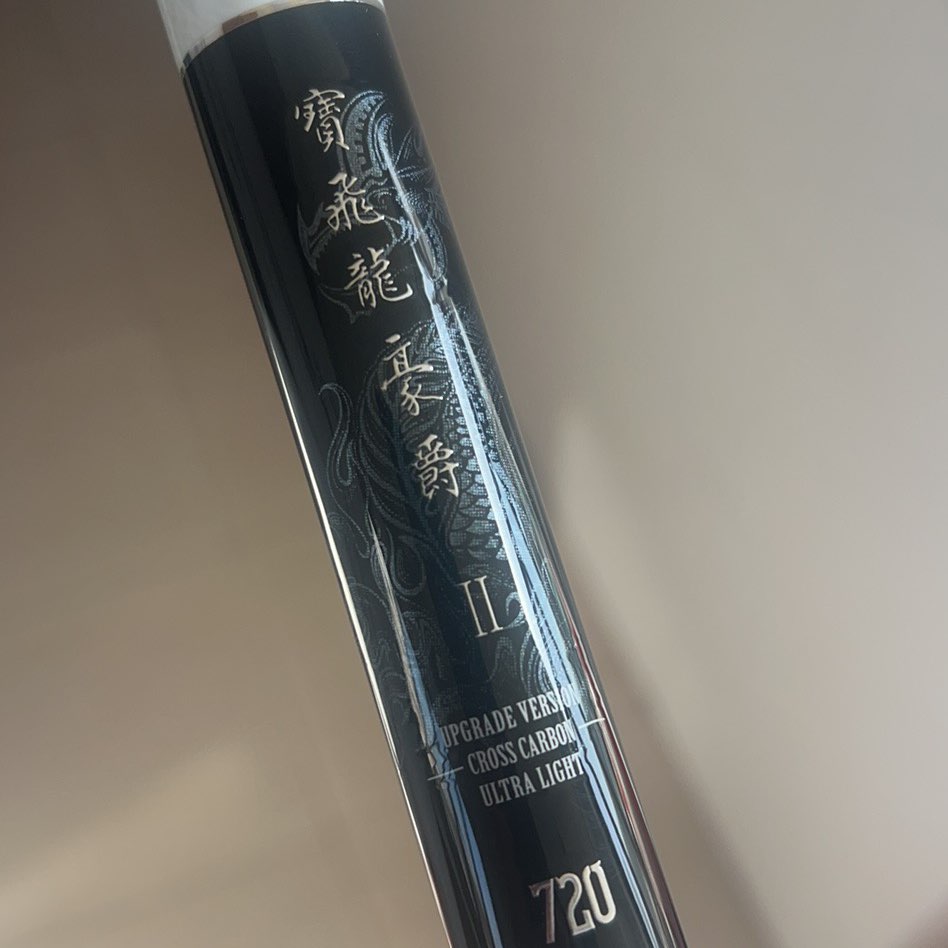 寶飛龍豪爵
II
UPGRADE VERSION
CROSS CARBON
ULTRA LIGHT
720